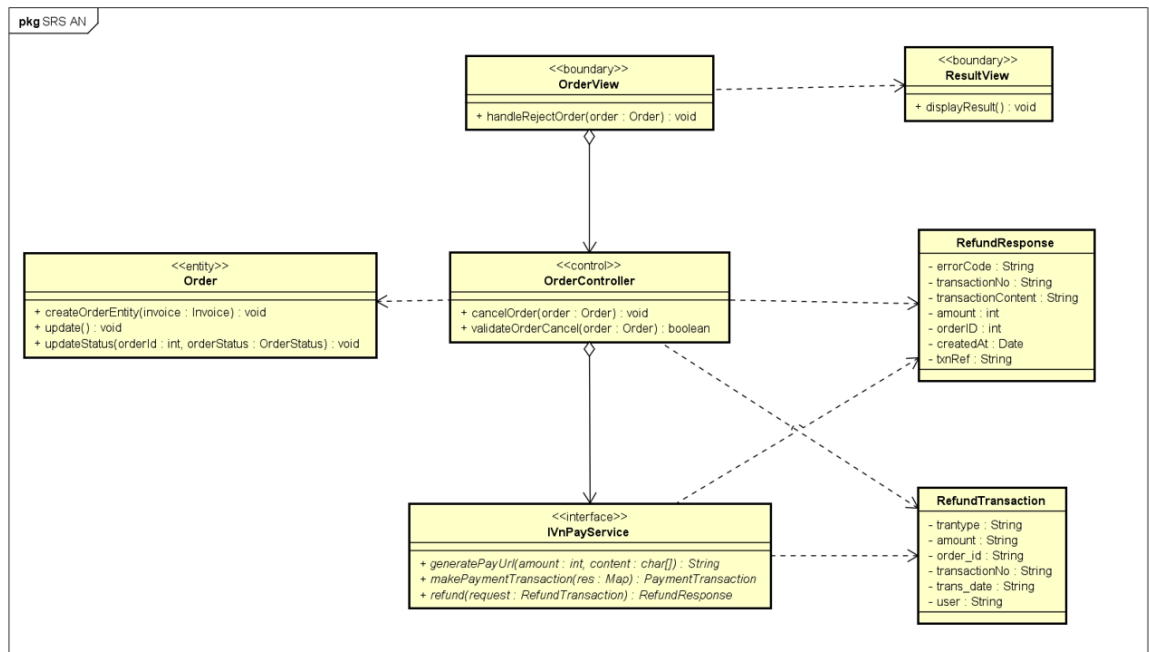 pkg SRS AN
<<boundary>>
OrderView
+ handleRejectOrder(order : Order) : void
<<boundary>>
ResultView
+ displayResult() : void
<<entity>>
Order
+ createOrderEntity(invoice : Invoice) : void
+ update() : void
+ updateStatus(orderId : int, orderStatus : OrderStatus) : void
<<control>>
OrderController
+ cancelOrder(order : Order) : void
+ validateOrderCancel(order : Order) : boolean
RefundResponse
- errorCode : String
- transactionNo : String
- transactionContent : String
- amount : int
- orderID : int
- createdAt : Date
- txnRef : String
<<interface>>
IVnPayService
+ generatePayUrl(amount : int, content : char[]) : String
+ makePaymentTransaction(res : Map) : PaymentTransaction
+ refund(request : RefundTransaction) : RefundResponse
RefundTransaction
- trantype : String
- amount : String
- order_id : String
- transactionNo : String
- trans_date : String
- user : String